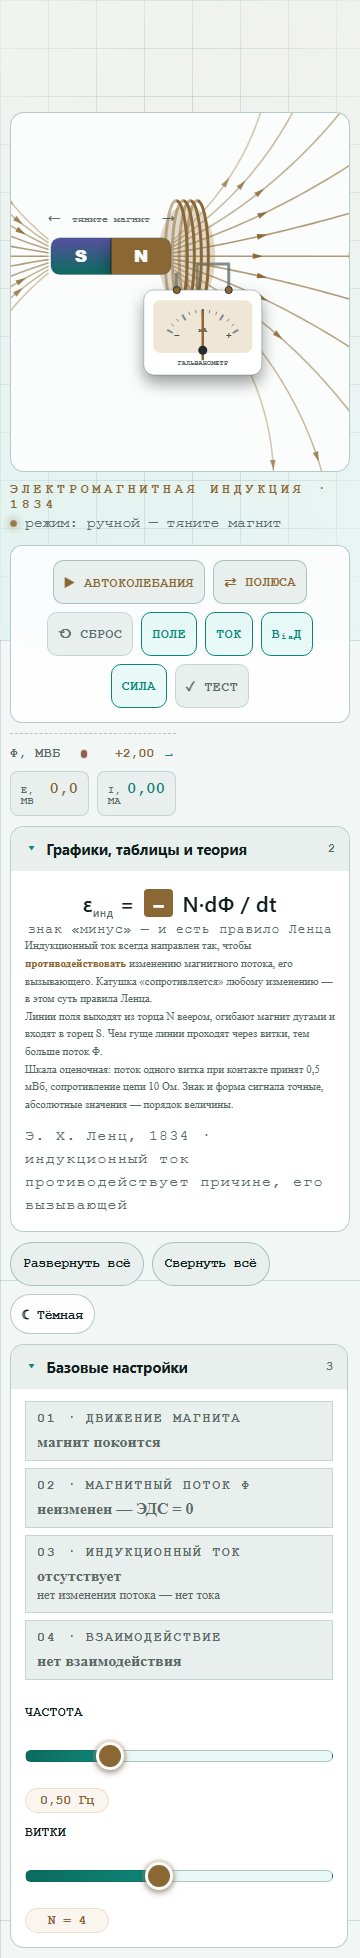 ← тяните магнит →
S N
мА
− +
ГАЛЬВАНОМЕТР
ЭЛЕКТРОМАГНИТНАЯ ИНДУКЦИЯ ·
1834
режим: ручной — тяните магнит
▶ АВТОКОЛЕБАНИЯ
⇄ ПОЛЮСА
⟲ СБРОС
ПОЛЕ
ТОК
Bᵢₙд
СИЛА
✓ ТЕСТ
Ф, МВБ +2,00 →
Ε, МВ 0,0
I, МА 0,00
▼ Графики, таблицы и теория 2
εинд = − N·dΦ / dt
знак «минус» — и есть правило Ленца
Индукционный ток всегда направлен так, чтобы
противодействовать изменению магнитного потока, его
вызывающего. Катушка «сопротивляется» любому изменению —
в этом суть правила Ленца.
Линии поля выходят из торца N веером, огибают магнит дугами и
входят в торец S. Чем гуще линии проходят через витки, тем
больше поток Ф.
Шкала оценочная: поток одного витка при контакте принят 0,5
мВб, сопротивление цепи 10 Ом. Знак и форма сигнала точные,
абсолютные значения — порядок величины.
Э. Х. Ленц, 1834 ·
индукционный ток
противодействует причине, его
вызывающей
Развернуть всё
Свернуть всё
☾ Тёмная
▼ Базовые настройки 3
01 · ДВИЖЕНИЕ МАГНИТА
магнит покоится
02 · МАГНИТНЫЙ ПОТОК Ф
неизменен — ЭДС = 0
03 · ИНДУКЦИОННЫЙ ТОК
отсутствует
нет изменения потока — нет тока
04 · ВЗАИМОДЕЙСТВИЕ
нет взаимодействия
ЧАСТОТА
0,50 Гц
ВИТКИ
N = 4